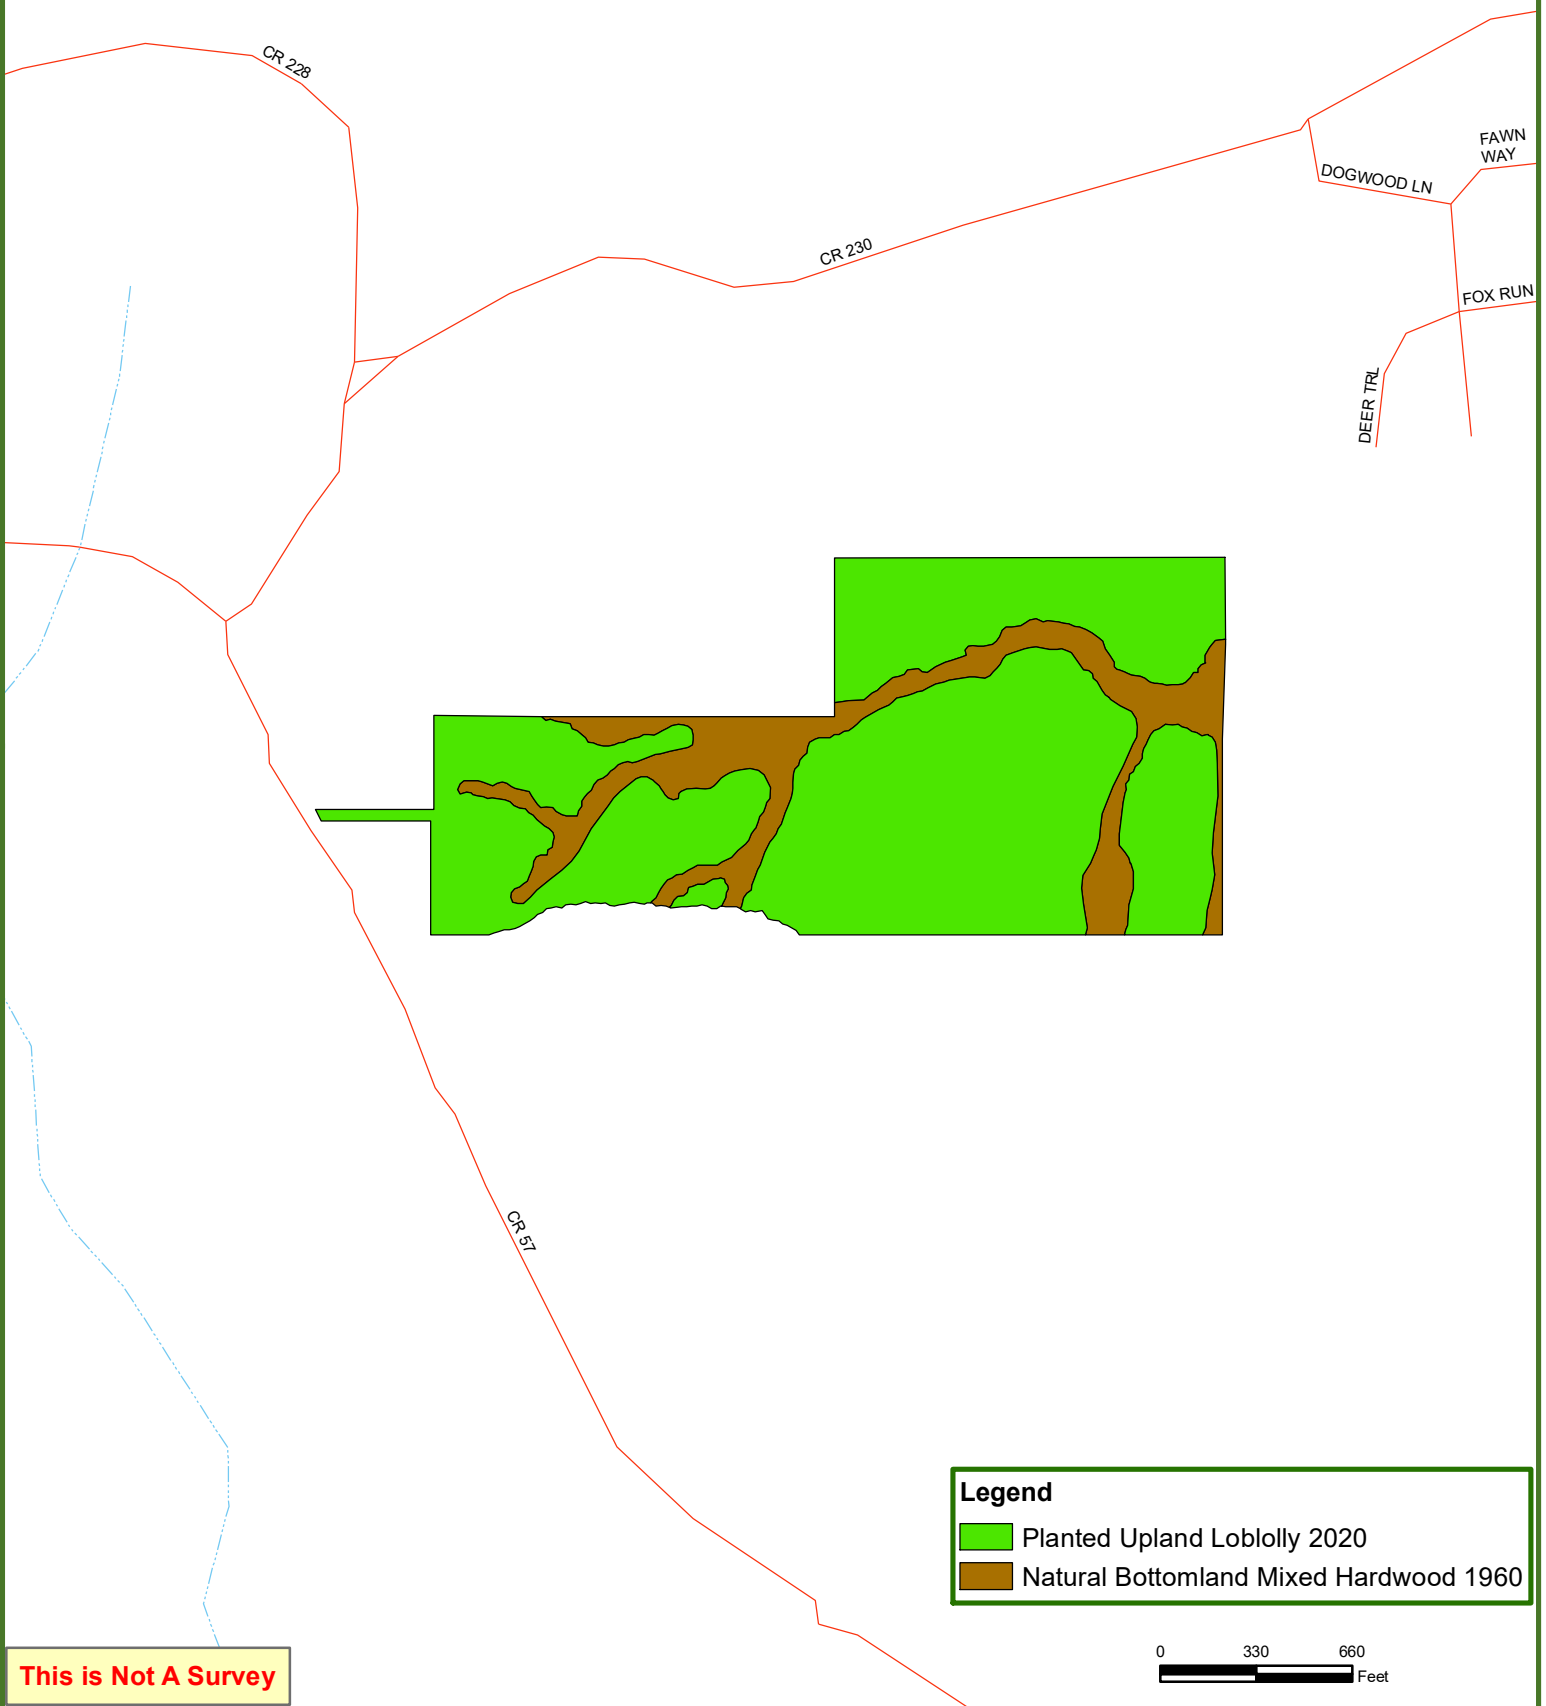 CR 228
FAWN
WAY
DOGWOOD LN
CR 230
FOX RUN
DEER TRL
CR 57
Legend
Planted Upland Loblolly 2020
Natural Bottomland Mixed Hardwood 1960
0 330 660
Feet
This is Not A Survey